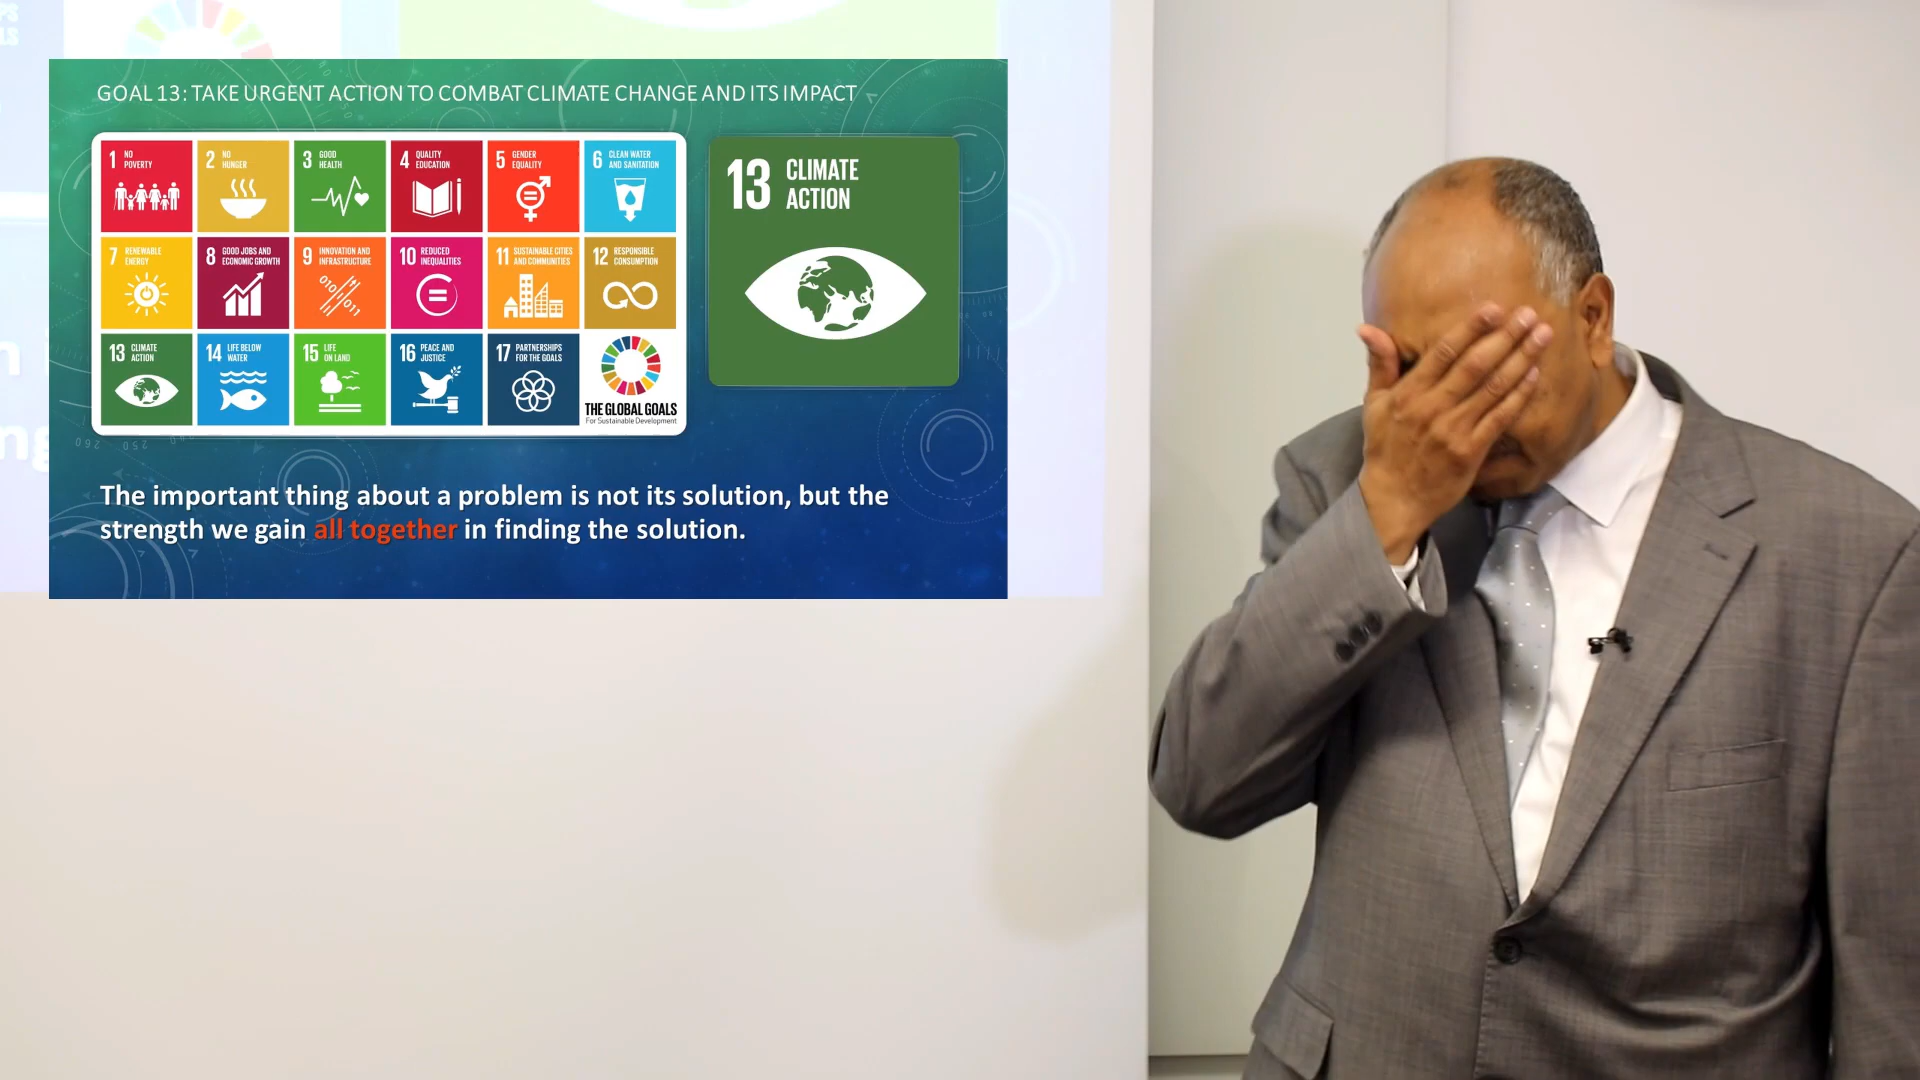 GOAL 13: TAKE URGENT ACTION TO COMBAT CLIMATE CHANGE AND ITS IMPACT
1 NO
POVERTY
2 NO
HUNGER
3 GOOD
HEALTH
4 QUALITY
EDUCATION
5 GENDER
EQUALITY
6 CLEAN WATER
AND SANITATION
7 RENEWABLE
ENERGY
8 GOOD JOBS AND
ECONOMIC GROWTH
9 INNOVATION AND
INFRASTRUCTURE
010
011
10 REDUCED
INEQUALITIES
11 SUSTAINABLE CITIES
AND COMMUNITIES
12 RESPONSIBLE
CONSUMPTION
13 CLIMATE
ACTION
14 LIFE BELOW
WATER
15 LIFE
ON LAND
16 PEACE AND
JUSTICE
17 PARTNERSHIPS
FOR THE GOALS
THE GLOBAL GOALS
For Sustainable Development
13 CLIMATE
ACTION
The important thing about a problem is not its solution, but the
strength we gain all together in finding the solution.